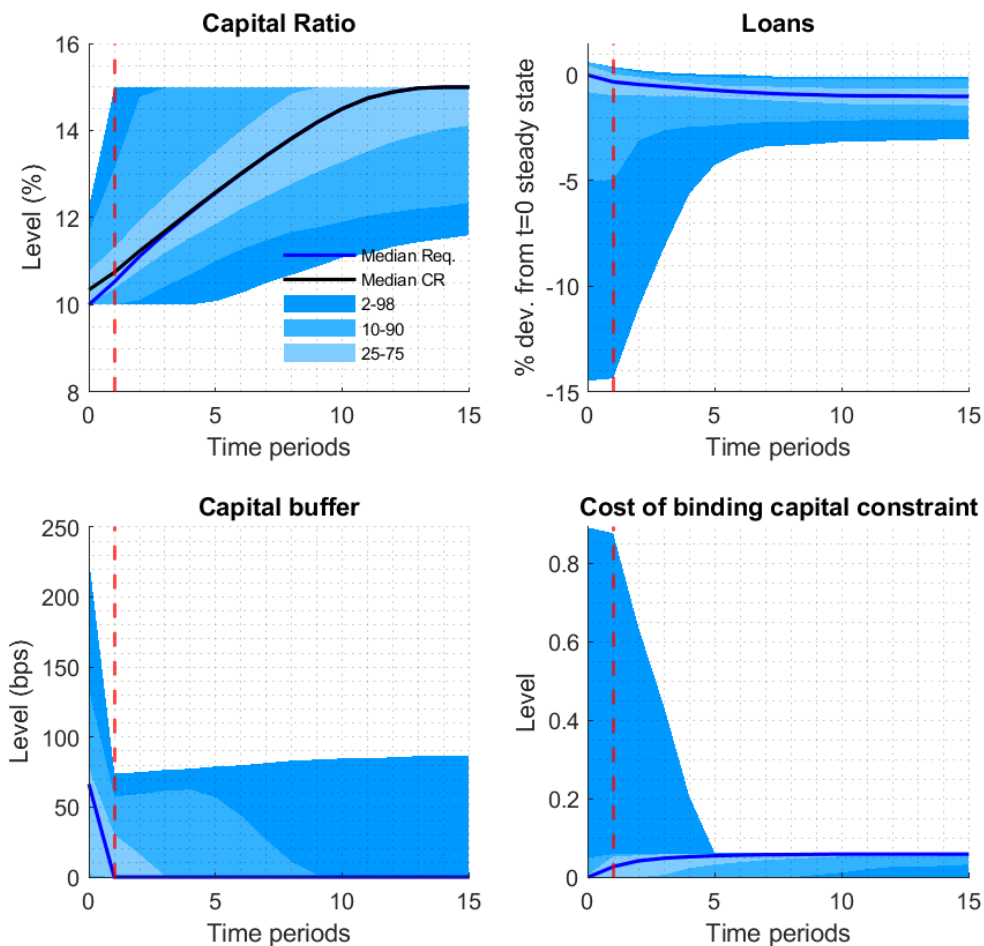 Capital Ratio
16
14
12
10
8
Level (%)
Median Req.
Median CR
2-98
10-90
25-75
0
5
10
15
Time periods
Loans
0
-5
-10
-15
% dev. from t=0 steady state
0
5
10
15
Time periods
Capital buffer
250
200
150
100
50
0
Level (bps)
0
5
10
15
Time periods
Cost of binding capital constraint
0.8
0.6
0.4
0.2
0
Level
0
5
10
15
Time periods